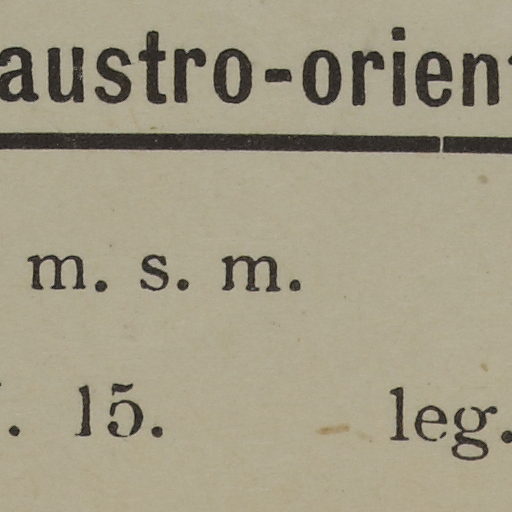 austro-orien
m. s. m.
. 15. leg.